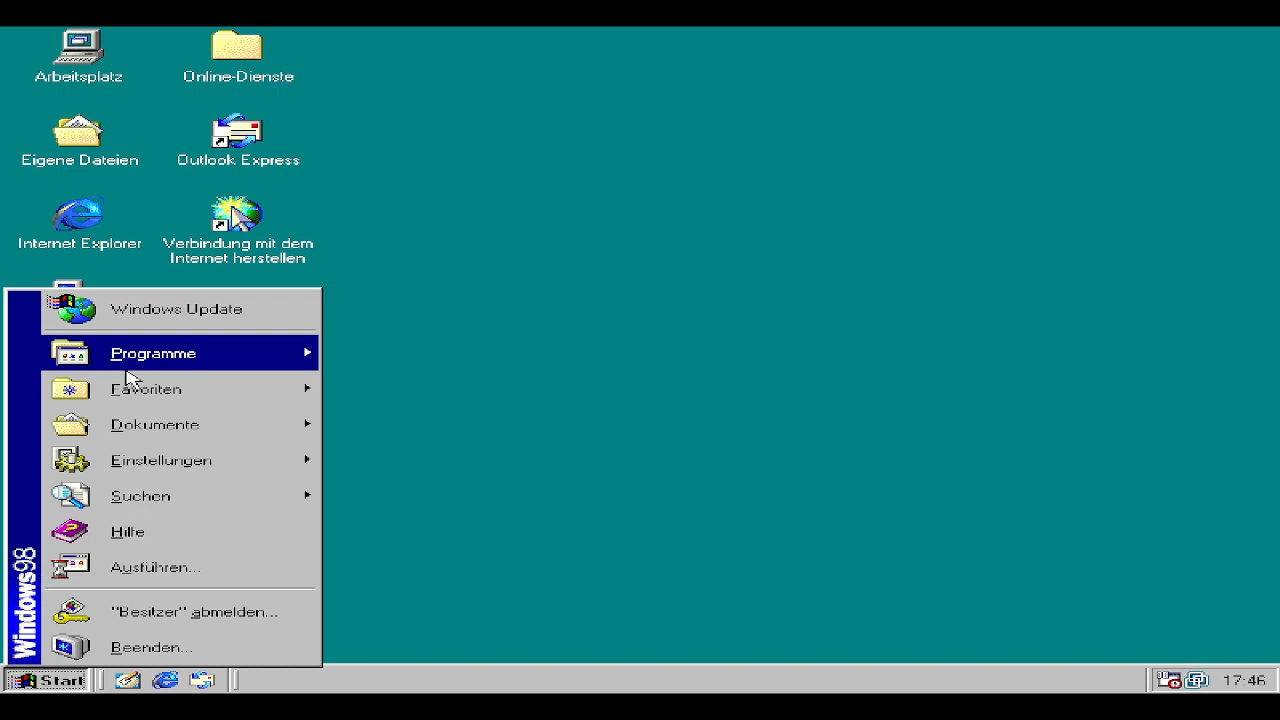 Arbeitsplatz
Online-Dienste
Eigene Dateien
Outlook Express
Internet Explorer
Verbindung mit dem
Internet herstellen
Windows Update
Programme
Favoriten
Dokumente
Einstellungen
Suchen
Hilfe
Ausführen...
"Besitzer" abmelden...
Beenden...
Windows98
Start
17:46